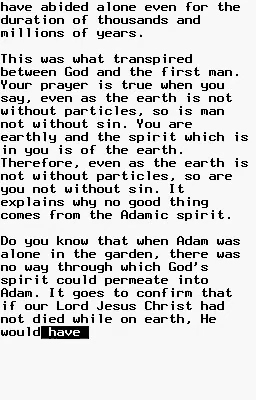 have abided alone even for the
duration of thousands and
millions of years.
This was what transpired
between God and the first man.
Your prayer is true when you
say, even as the earth is not
without particles, so is man
not without sin. You are
earthly and the spirit which is
in you is of the earth.
Therefore, even as the earth is
not without particles, so are
you not without sin. It
explains why no good thing
comes from the Adamic spirit.
Do you know that when Adam was
alone in the garden, there was
no way through which God's
spirit could permeate into
Adam. It goes to confirm that
if our Lord Jesus Christ had
not died while on earth, He
would have